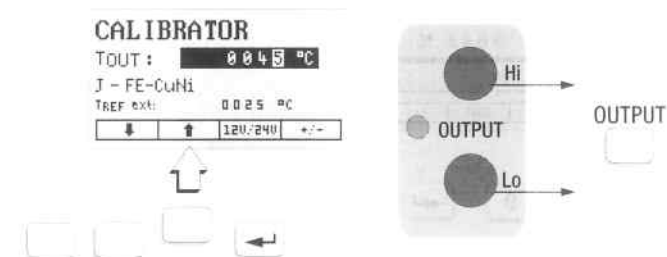 CALIBRATOR
TOUT: 0045 °C
J - FE-CuNi
TREF ext: 0025 °C
12V/24V +/-
Hi
OUTPUT
Lo
OUTPUT